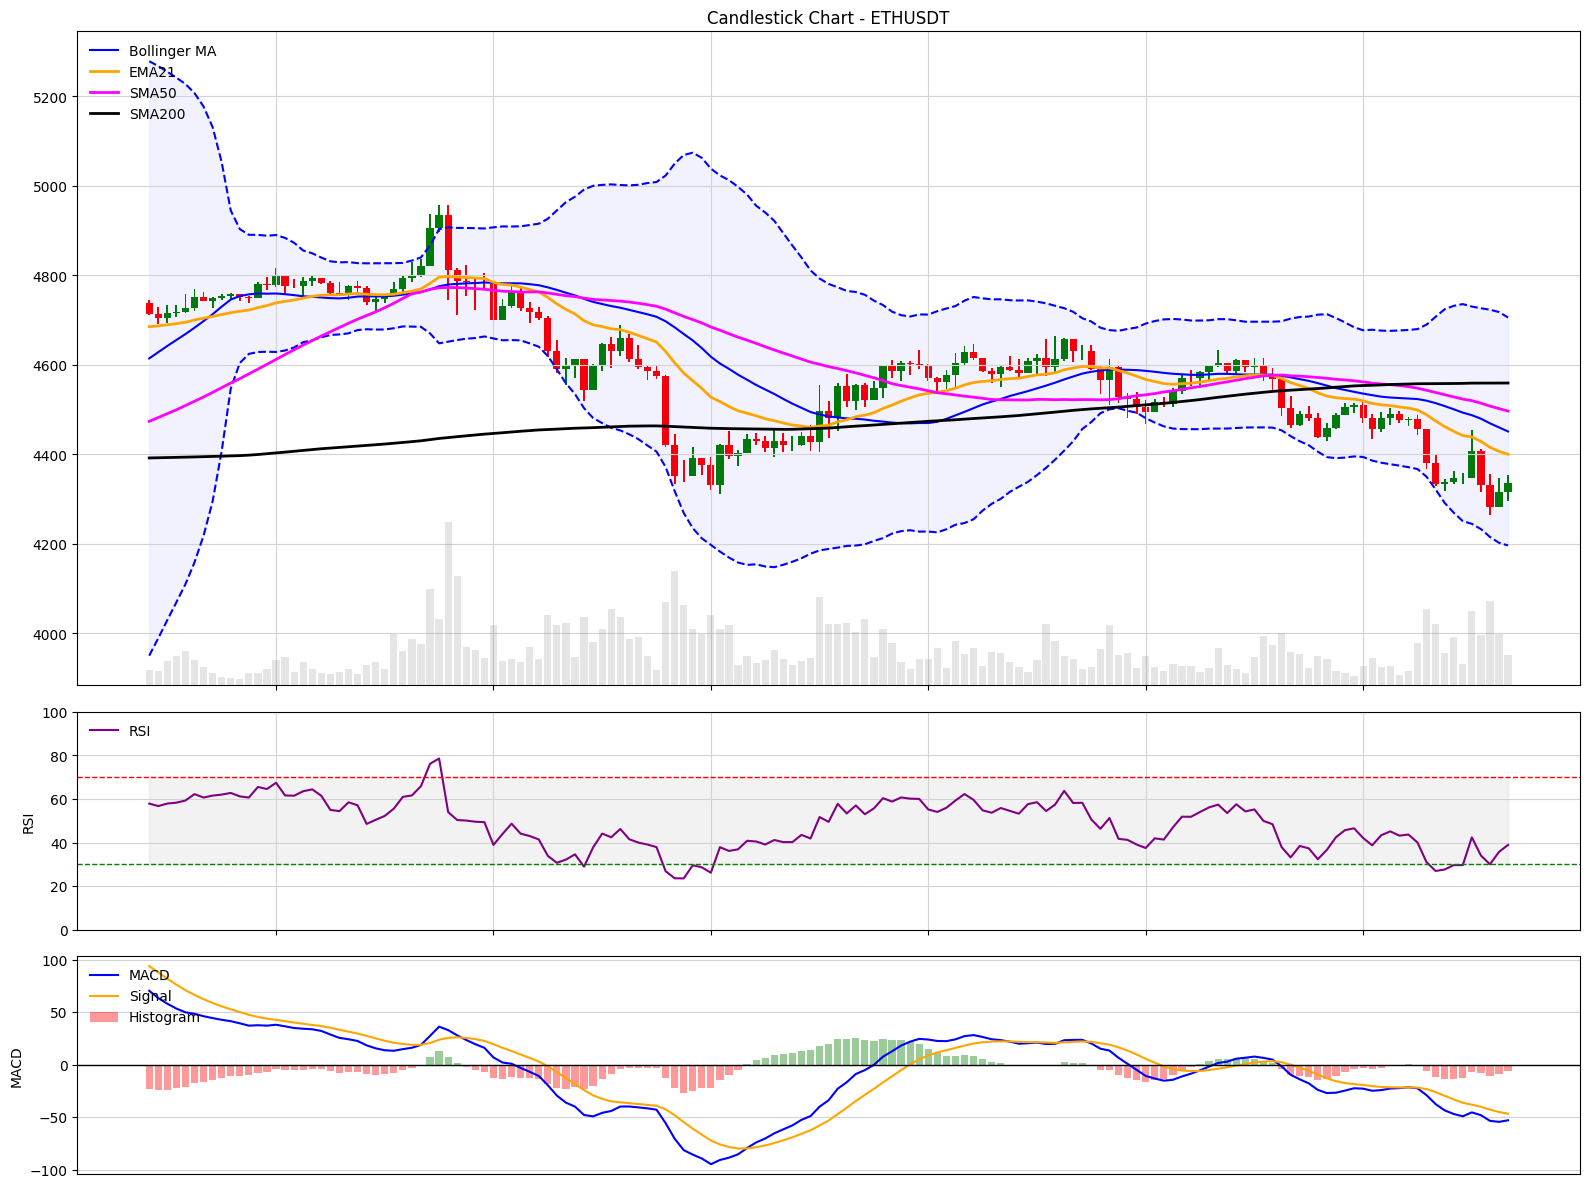 Candlestick Chart - ETHUSDT
Bollinger MA
EMA21
SMA50
SMA200
5200
5000
4800
4600
4400
4200
4000
RSI
100
80
60
40
20
0
RSI
MACD
Signal
Histogram
100
50
0
−50
−100
MACD